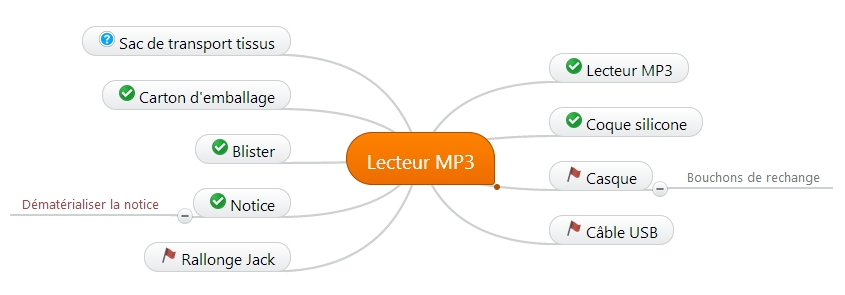 Sac de transport tissus
Carton d'emballage
Blister
Notice
Dématérialiser la notice
Rallonge Jack
Lecteur MP3
Lecteur MP3
Coque silicone
Casque
Bouchons de rechange
Câble USB